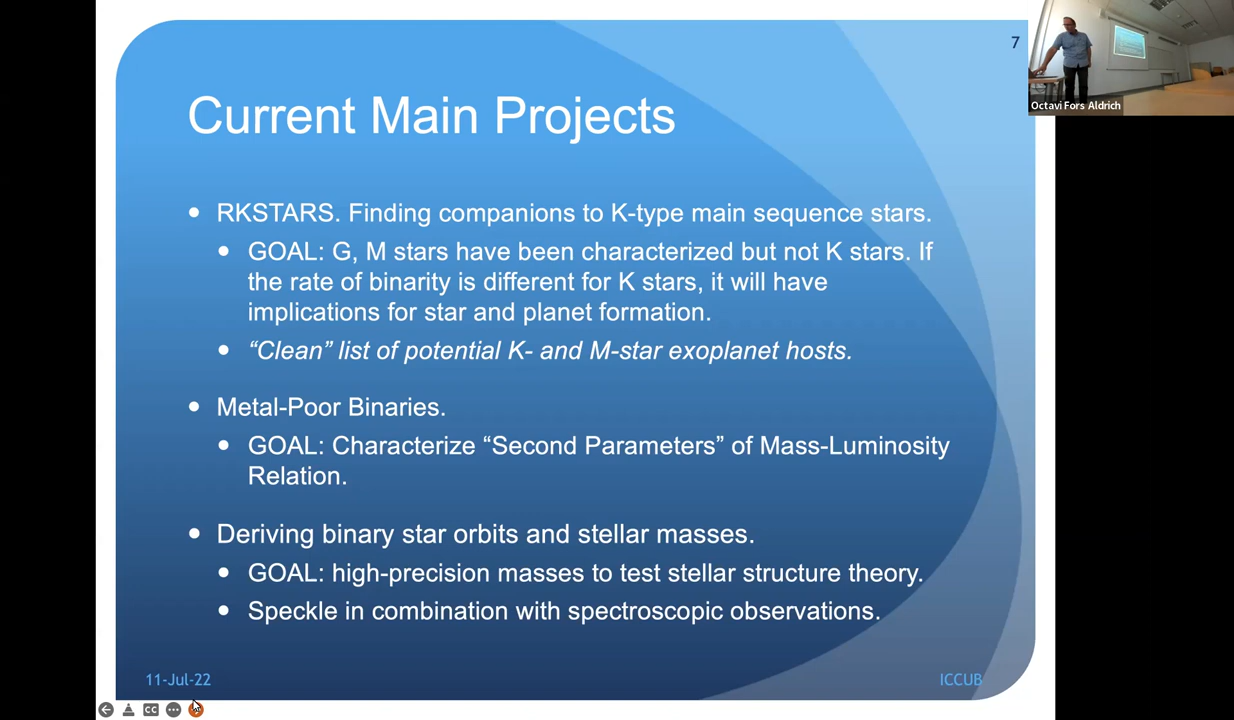 7
Octavi Fors Aldrich
Current Main Projects
• RKSTARS. Finding companions to K-type main sequence stars.
• GOAL: G, M stars have been characterized but not K stars. If
the rate of binarity is different for K stars, it will have
implications for star and planet formation.
• “Clean” list of potential K- and M-star exoplanet hosts.
• Metal-Poor Binaries.
• GOAL: Characterize “Second Parameters” of Mass-Luminosity
Relation.
• Deriving binary star orbits and stellar masses.
• GOAL: high-precision masses to test stellar structure theory.
• Speckle in combination with spectroscopic observations.
11-Jul-22
ICCUB
CC